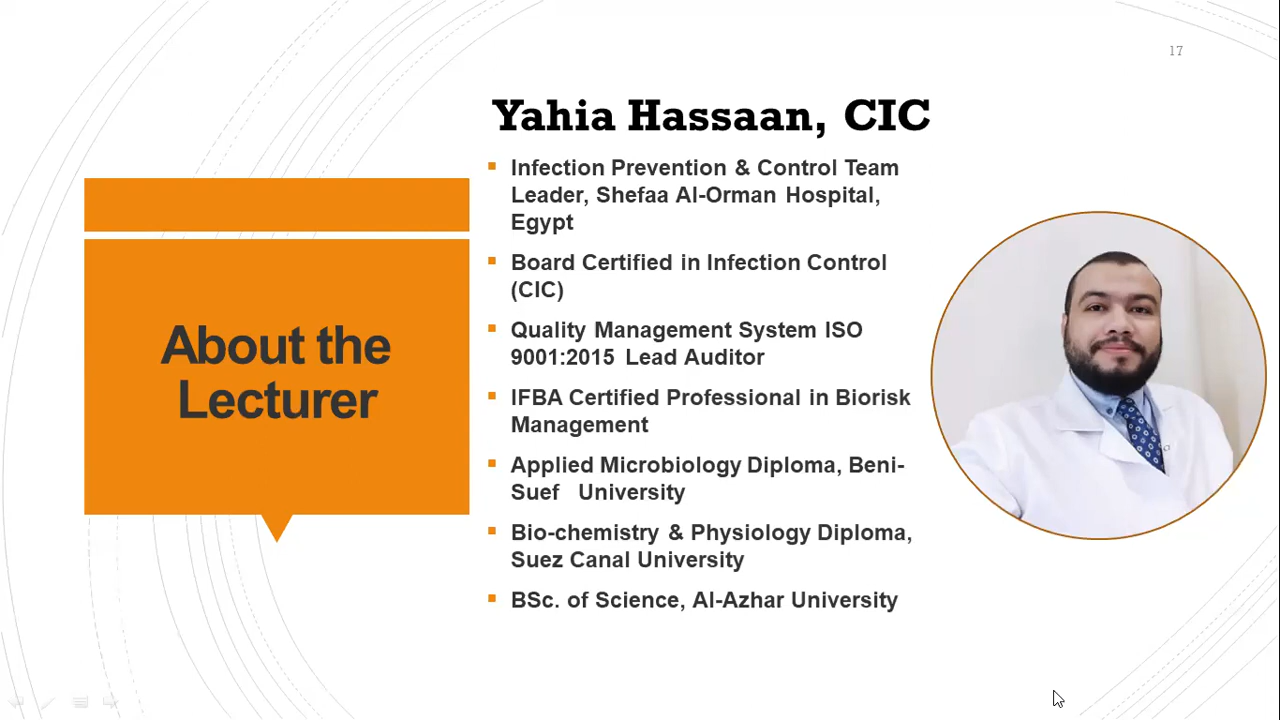 17
Yahia Hassaan, CIC
Infection Prevention & Control Team
Leader, Shefaa Al-Orman Hospital,
Egypt
Board Certified in Infection Control
(CIC)
Quality Management System ISO
9001:2015 Lead Auditor
IFBA Certified Professional in Biorisk
Management
Applied Microbiology Diploma, Beni-
Suef University
Bio-chemistry & Physiology Diploma,
Suez Canal University
BSc. of Science, Al-Azhar University
About the
Lecturer